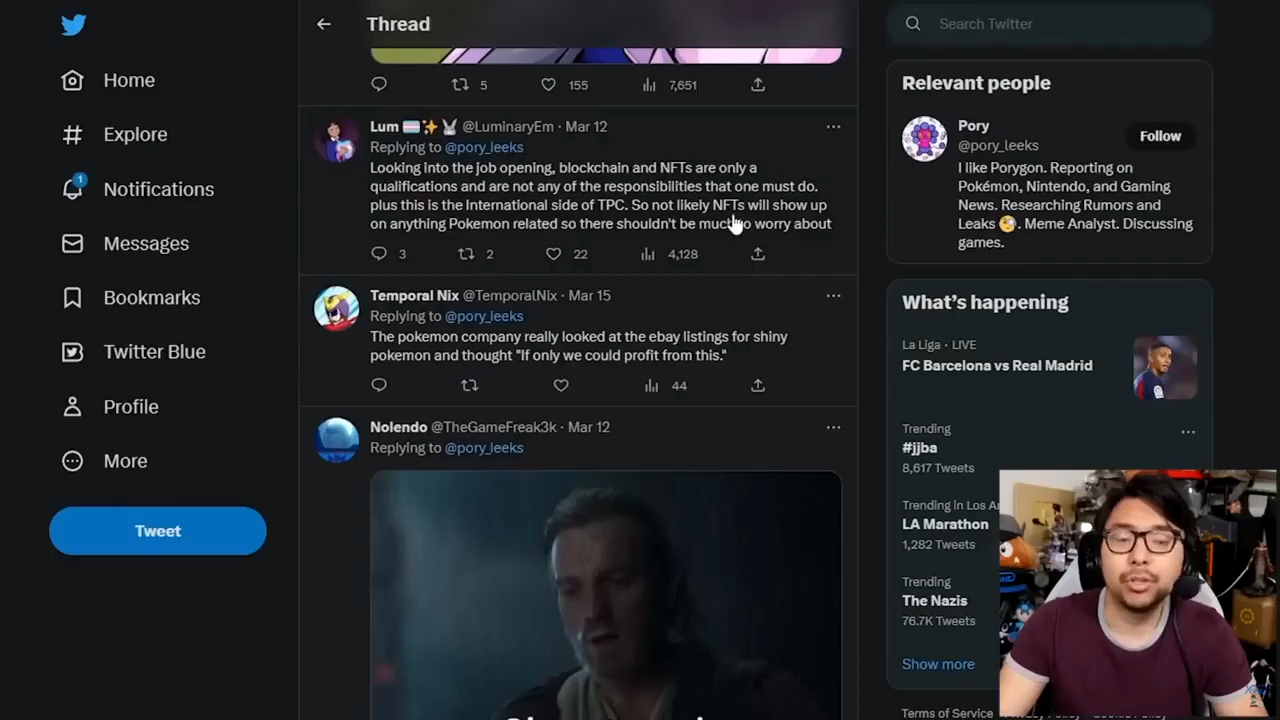 Thread
Home
Explore
1
Notifications
Messages
Bookmarks
Twitter Blue
Profile
More
Tweet
5
155
7,651
Lum @LuminaryEm · Mar 12
Replying to @pory_leeks
Looking into the job opening, blockchain and NFTs are only a
qualifications and are not any of the responsibilities that one must do.
plus this is the International side of TPC. So not likely NFTs will show up
on anything Pokemon related so there shouldn't be much to worry about
3
2
22
4,128
Temporal Nix @TemporalNix · Mar 15
Replying to @pory_leeks
The pokemon company really looked at the ebay listings for shiny
pokemon and thought "If only we could profit from this."
44
Nolendo @TheGameFreak3k · Mar 12
Replying to @pory_leeks
Search Twitter
Relevant people
Pory
@pory_leeks
Follow
I like Porygon. Reporting on
Pokémon, Nintendo, and Gaming
News. Researching Rumors and
Leaks . Meme Analyst. Discussing
games.
What's happening
La Liga · LIVE
FC Barcelona vs Real Madrid
Trending
#jjba
8,617 Tweets
Trending in Los
LA Marathon
1,282 Tweets
Trending
The Nazis
76.7K Tweets
Show more
Terms of Service